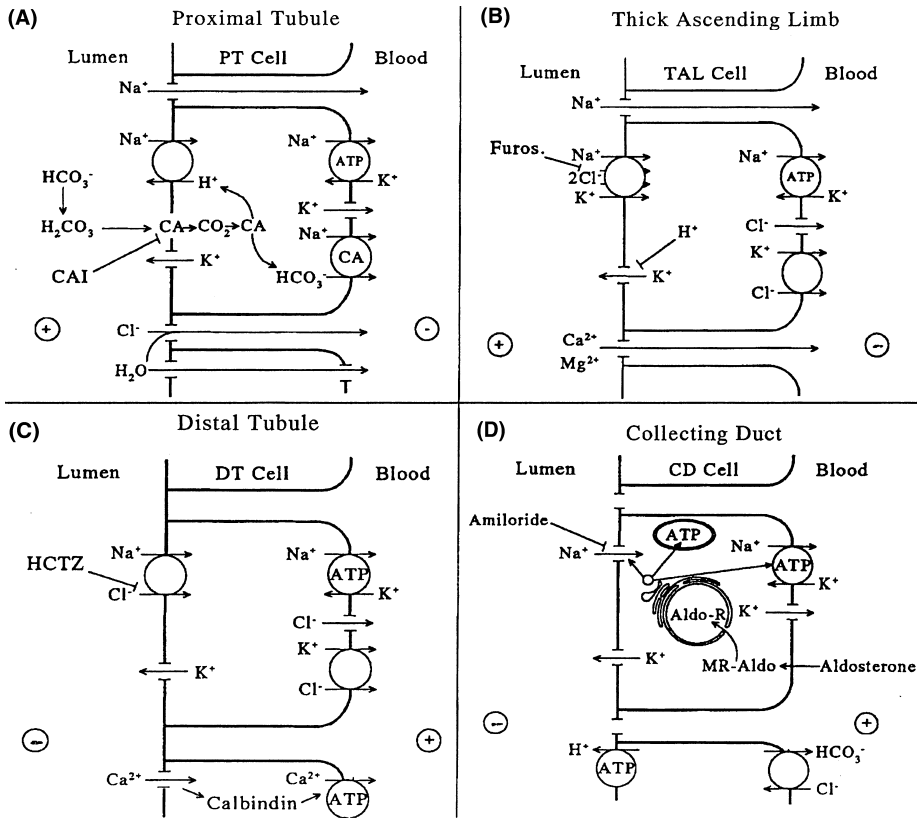 (A)
Proximal Tubule
Lumen
PT Cell
Blood
Na⁺
Na⁺
Na⁺
ATP
HCO₃⁻
H⁺
K⁺
K⁺
H₂CO₃
CA
CO₂
CA
Na⁺
CAI
K⁺
HCO₃⁻
CA
+
-
Cl⁻
H₂O
(B)
Thick Ascending Limb
Lumen
TAL Cell
Blood
Na⁺
Furos.
Na⁺
Na⁺
2Cl⁻
ATP
K⁺
K⁺
Cl⁻
H⁺
K⁺
K⁺
Cl⁻
+
-
Ca²⁺
Mg²⁺
(C)
Distal Tubule
Lumen
DT Cell
Blood
Na⁺
Na⁺
HCTZ
ATP
Cl⁻
K⁺
Cl⁻
K⁺
K⁺
Cl⁻
-
+
Ca²⁺
Ca²⁺
Calbindin
ATP
(D)
Collecting Duct
Lumen
CD Cell
Blood
Amiloride
ATP
Na⁺
Na⁺
ATP
K⁺
Aldo-R
K⁺
K⁺
MR-Aldo
Aldosterone
-
+
H⁺
HCO₃⁻
ATP
Cl⁻